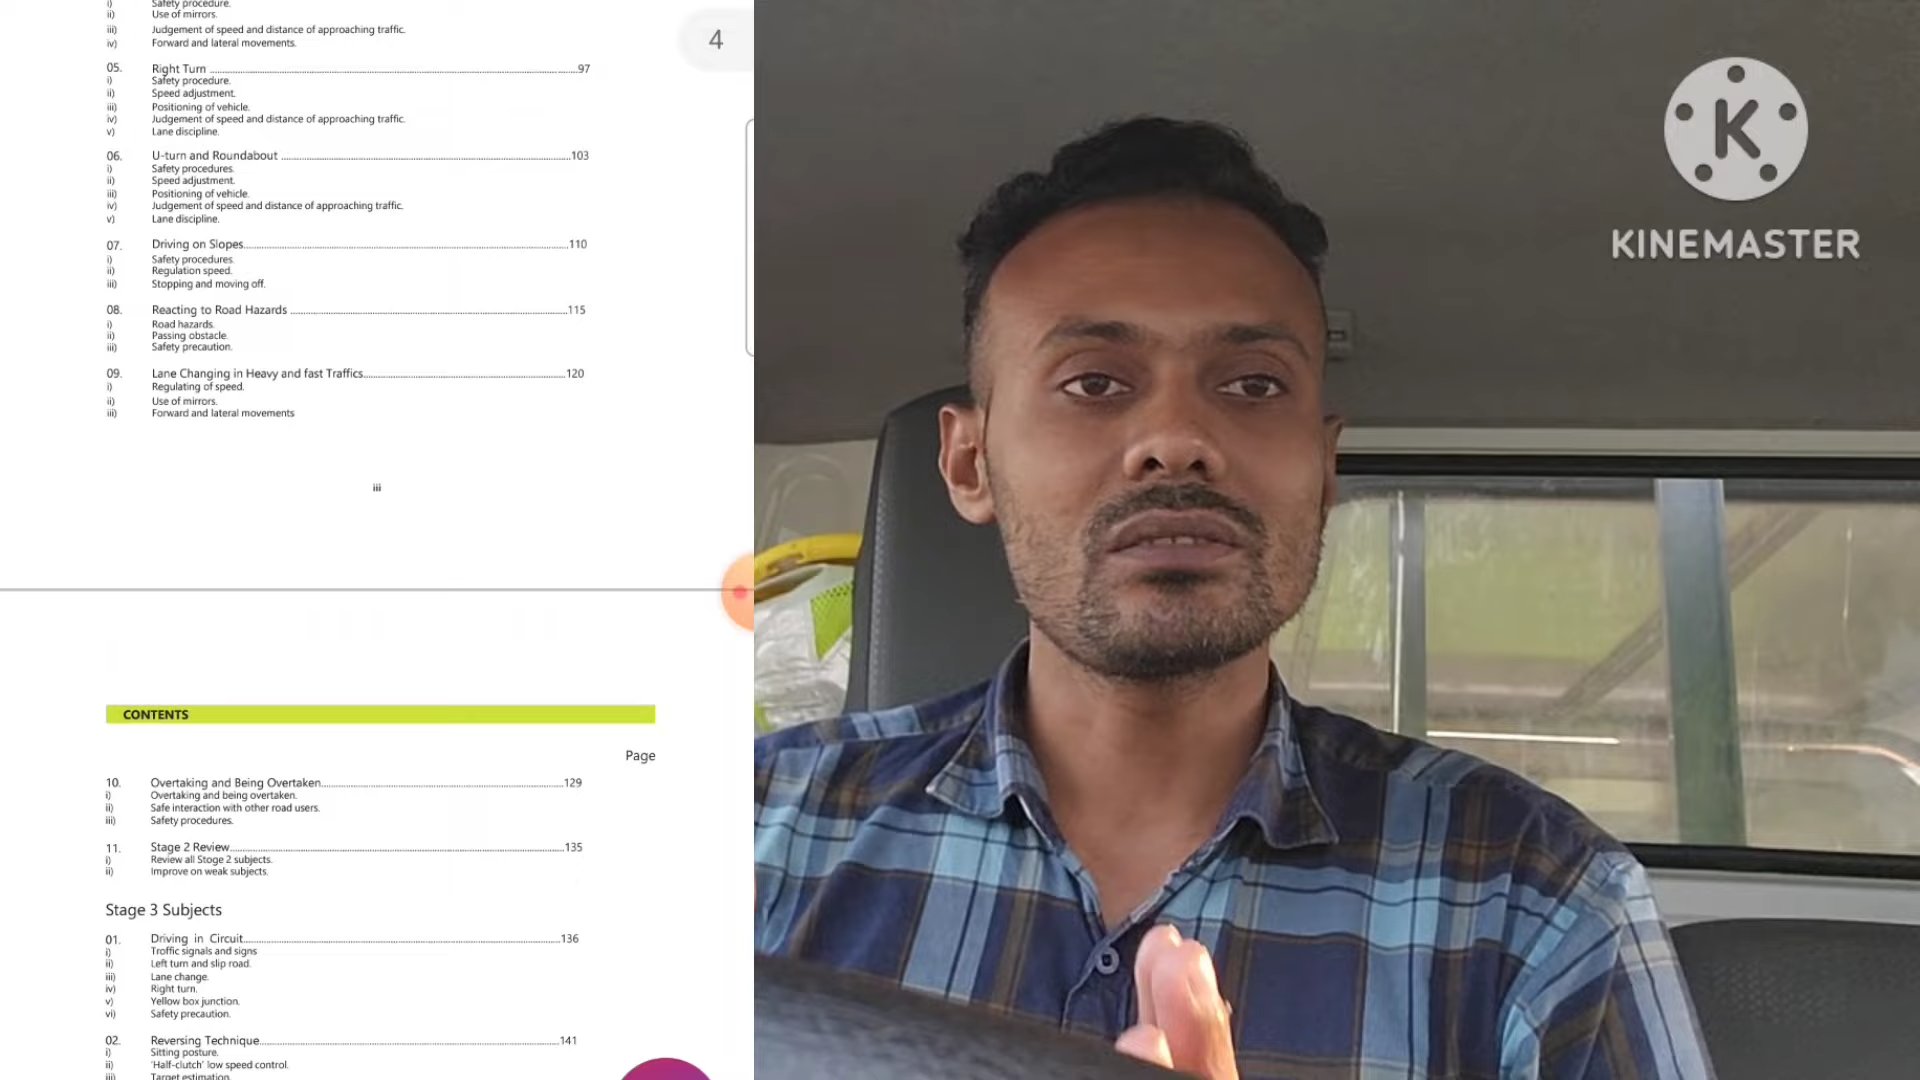 i) Safety procedure.
ii) Use of mirrors.
iii) Judgement of speed and distance of approaching traffic.
iv) Forward and lateral movements.
4
05. Right Turn 97
i) Safety procedure.
ii) Speed adjustment.
iii) Positioning of vehicle.
iv) Judgement of speed and distance of approaching traffic.
v) Lane discipline.
06. U-turn and Roundabout 103
i) Safety procedures.
ii) Speed adjustment.
iii) Positioning of vehicle.
iv) Judgement of speed and distance of approaching traffic.
v) Lane discipline.
07. Driving on Slopes 110
i) Safety procedures.
ii) Regulation speed.
iii) Stopping and moving off.
08. Reacting to Road Hazards 115
i) Road hazards.
ii) Passing obstacle.
iii) Safety precaution.
09. Lane Changing in Heavy and fast Traffics 120
i) Regulating of speed.
ii) Use of mirrors.
iii) Forward and lateral movements
iii
CONTENTS
Page
10. Overtaking and Being Overtaken 129
i) Overtaking and being overtaken.
ii) Safe interaction with other road users.
iii) Safety procedures.
11. Stage 2 Review 135
i) Review all Stage 2 subjects.
ii) Improve on weak subjects.
Stage 3 Subjects
01. Driving in Circuit 136
i) Traffic signals and signs
ii) Left turn and slip road.
iii) Lane change.
iv) Right turn.
v) Yellow box junction.
vi) Safety precaution.
02. Reversing Technique 141
i) Sitting posture.
ii) 'Half-clutch' low speed control.
iii) Target estimation.
K
KINEMASTER